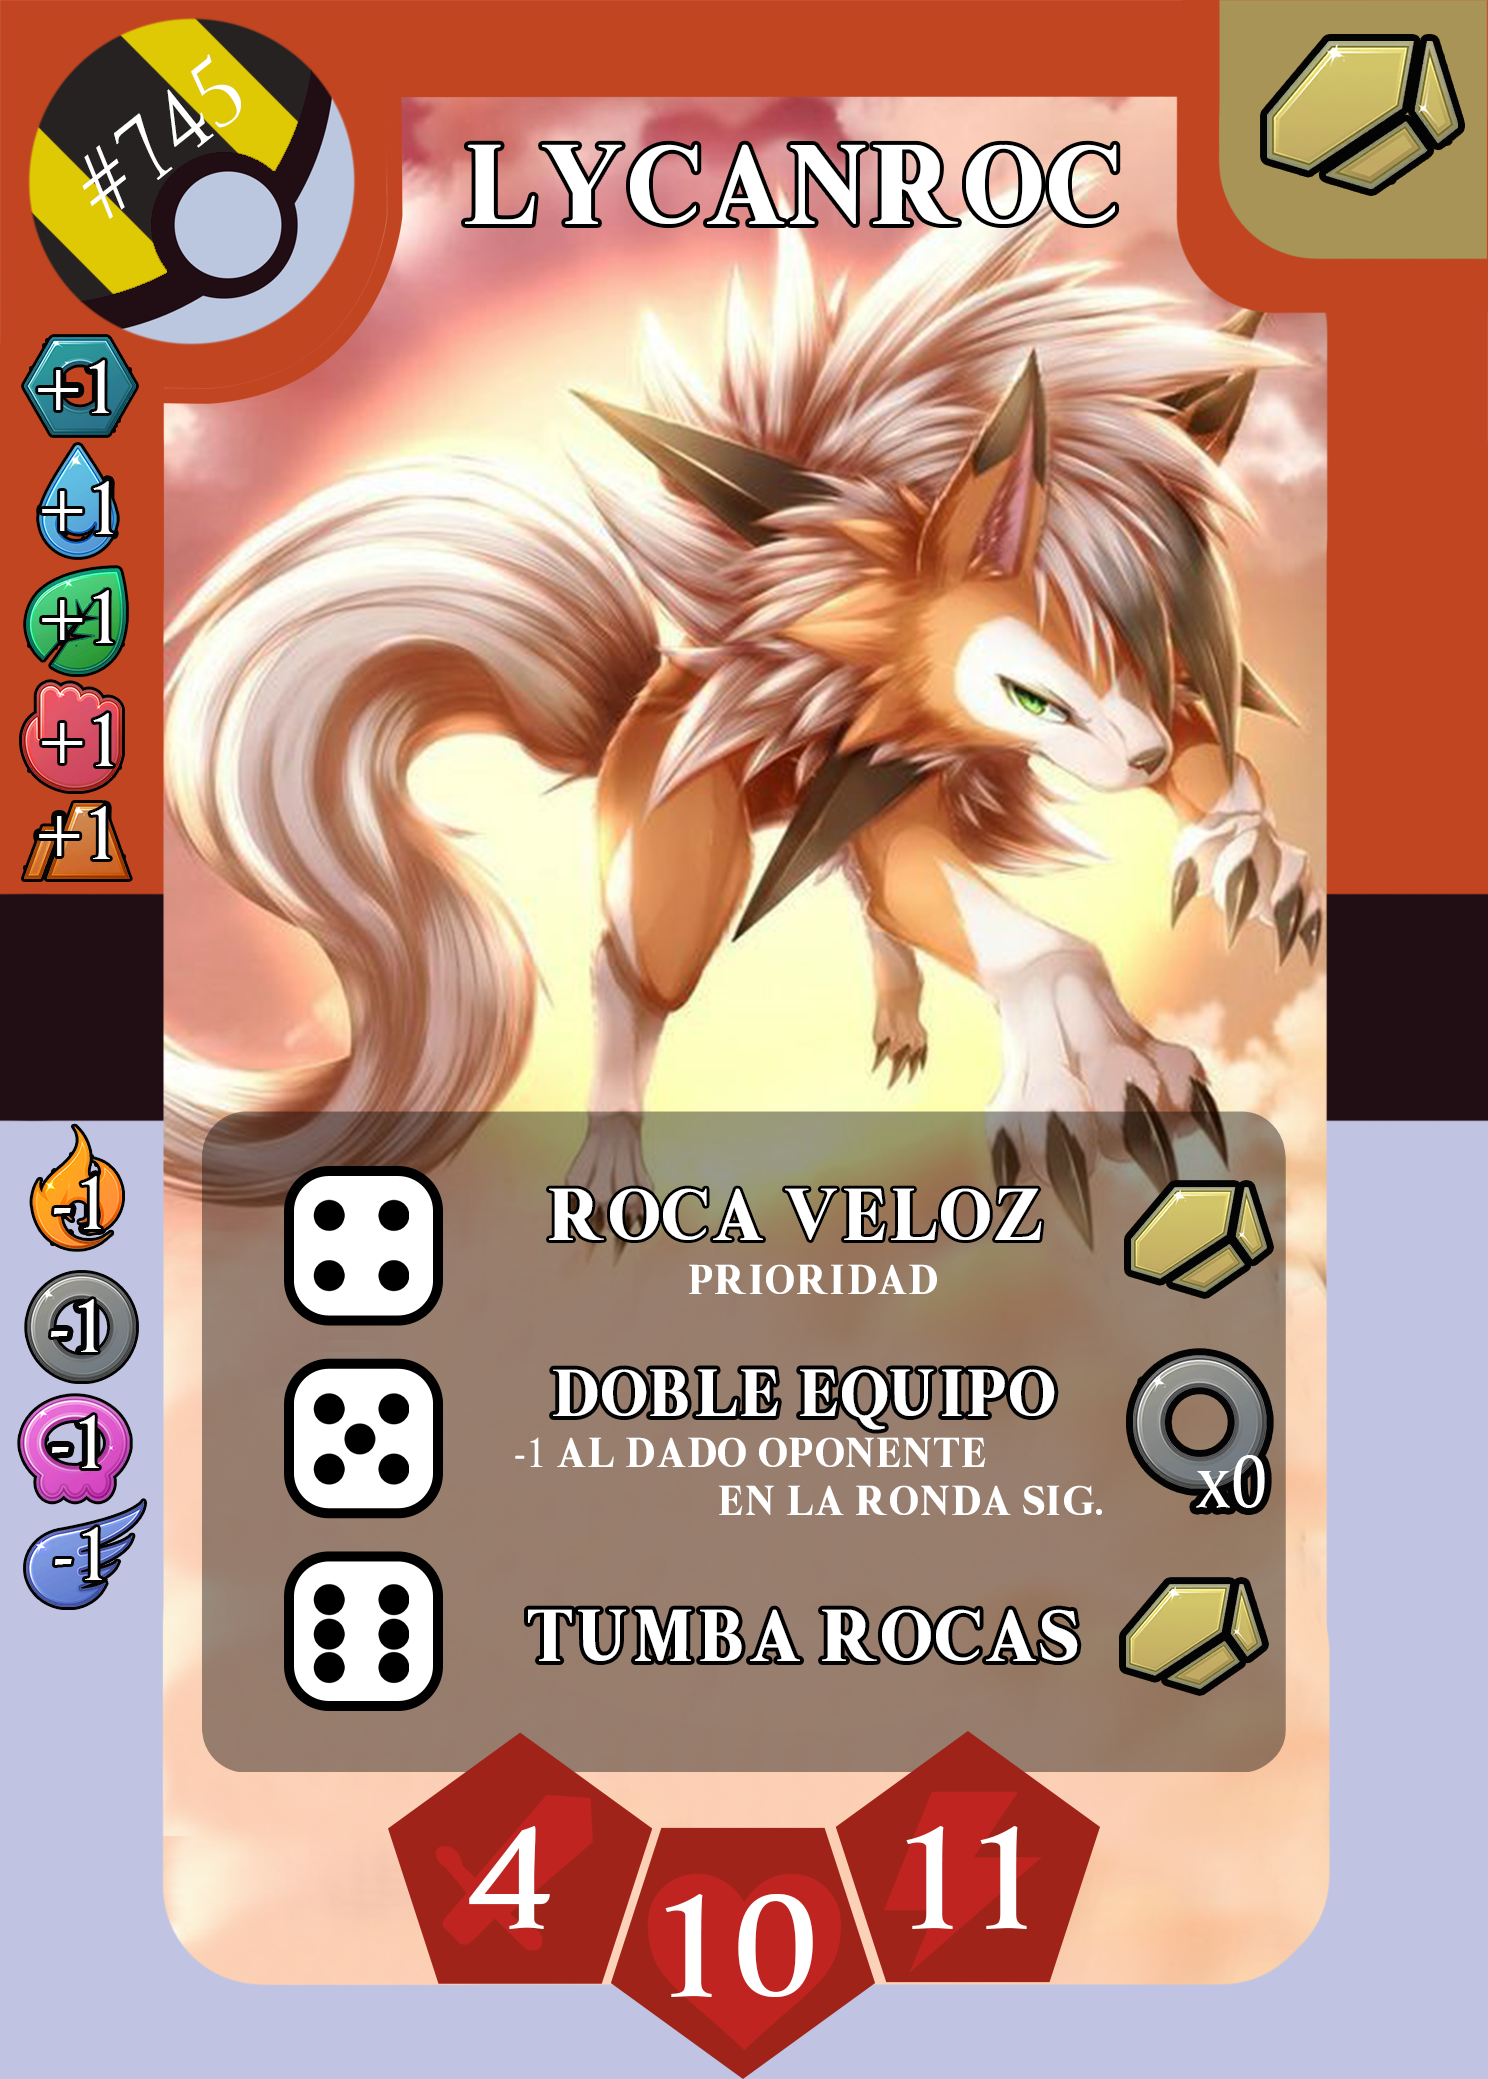 #745
LYCANROC
+1
+1
+1
+1
+1
-1
-1
-1
-1
ROCA VELOZ
PRIORIDAD
DOBLE EQUIPO
-1 AL DADO OPONENTE
EN LA RONDA SIG.
x0
TUMBA ROCAS
4
10
11